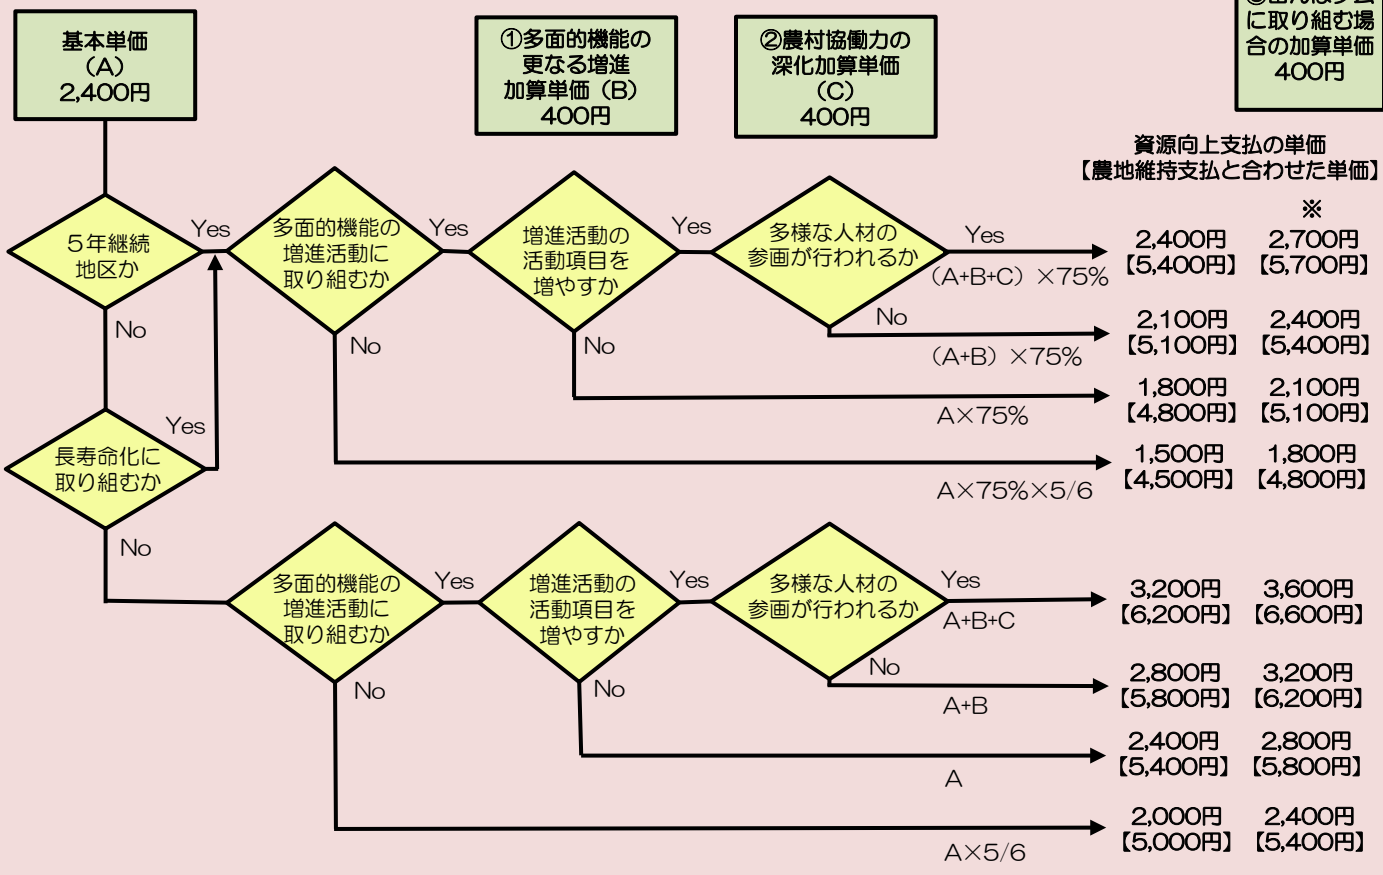 基本単価
(A)
2,400円
①多面的機能の
更なる増進
加算単価（B）
400円
②農村協働力の
深化加算単価
（C）
400円
に取り組む場
合の加算単価
400円
資源向上支払の単価
【農地維持支払と合わせた単価】
※
5年継続
地区か
Yes
多面的機能の
増進活動に
取り組むか
Yes
増進活動の
活動項目を
増やすか
Yes
多様な人材の
参画が行われるか
Yes
（A+B+C）×75%
2,400円 2,700円
【5,400円】【5,700円】
No
（A+B）×75%
2,100円 2,400円
【5,100円】【5,400円】
No
A×75%
1,800円 2,100円
【4,800円】【5,100円】
No
A×75%×5/6
1,500円 1,800円
【4,500円】【4,800円】
No
長寿命化に
取り組むか
Yes
No
多面的機能の
増進活動に
取り組むか
Yes
増進活動の
活動項目を
増やすか
Yes
多様な人材の
参画が行われるか
Yes
A+B+C
3,200円 3,600円
【6,200円】【6,600円】
No
A+B
2,800円 3,200円
【5,800円】【6,200円】
No
A
2,400円 2,800円
【5,400円】【5,800円】
No
A×5/6
2,000円 2,400円
【5,000円】【5,400円】